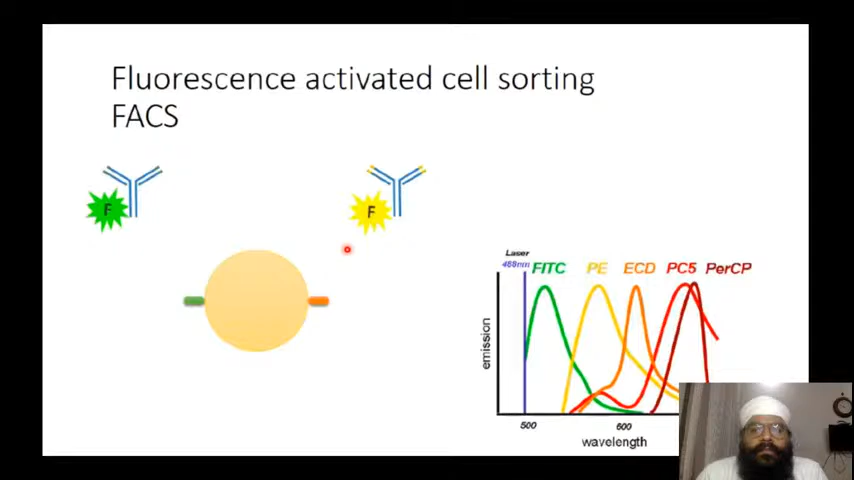 Fluorescence activated cell sorting
FACS
F
F
Laser
488nm
FITC PE ECD PC5 PerCP
emission
500
600
wavelength